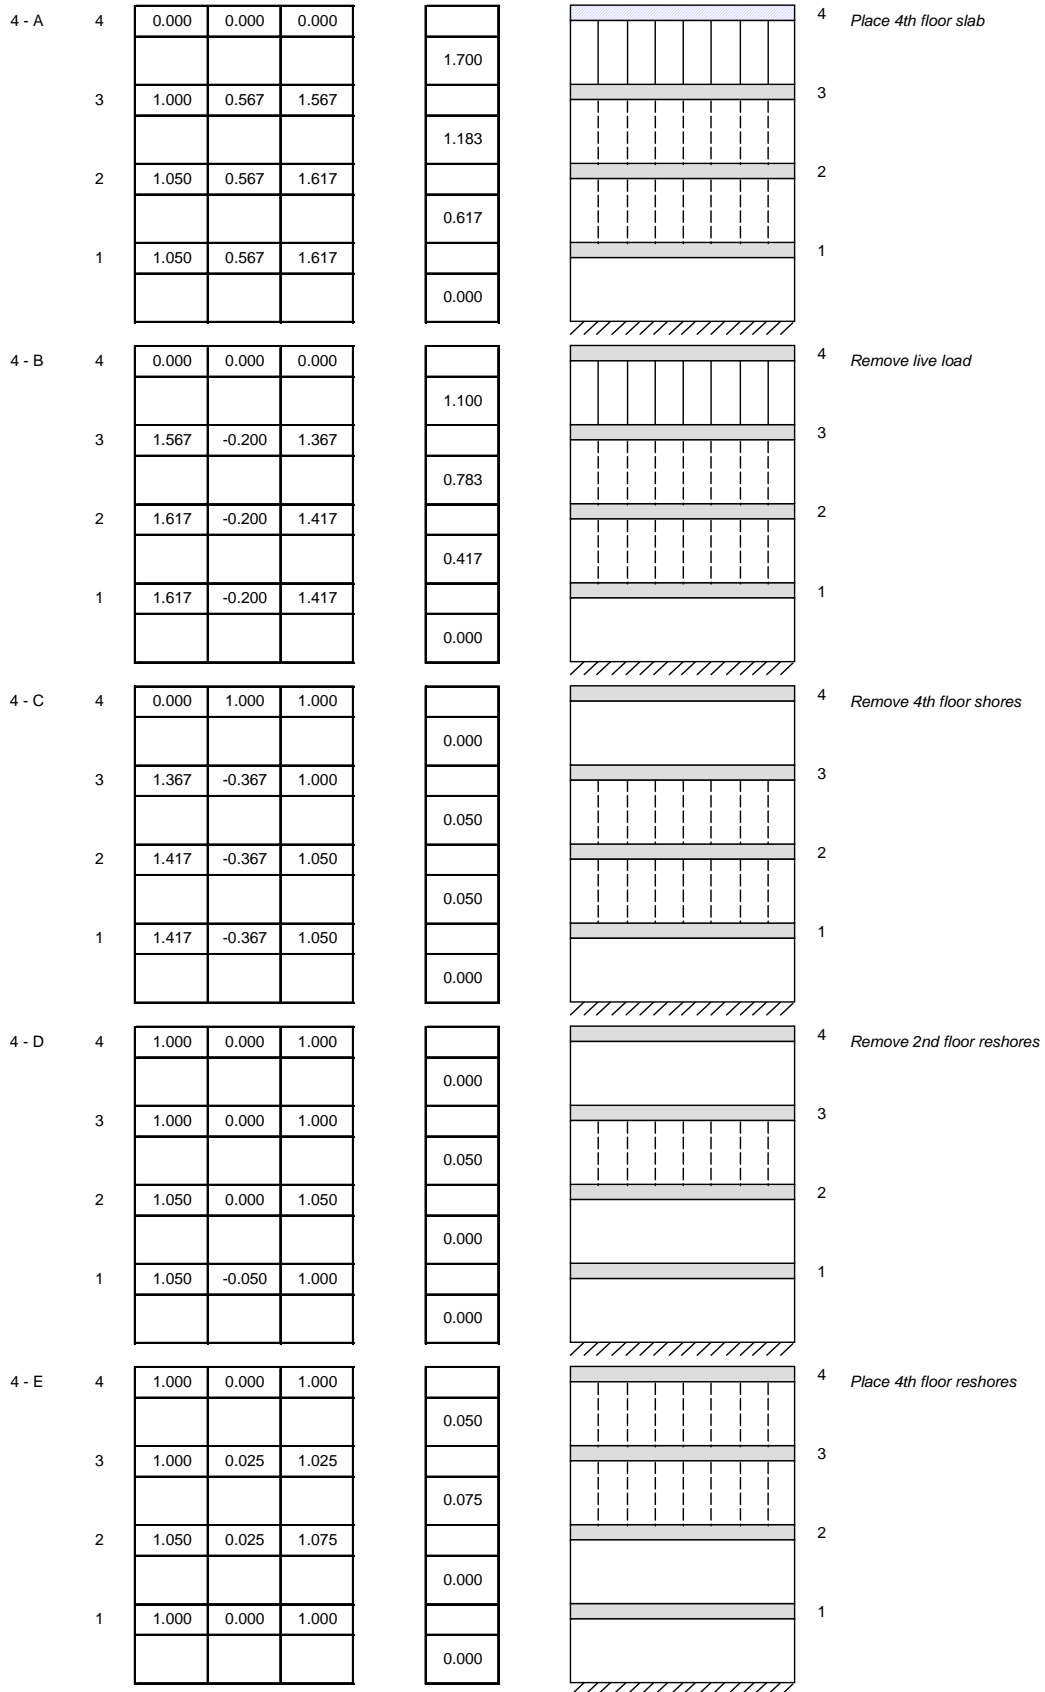 4 - A 4 0.000 0.000 0.000 4 Place 4th floor slab
1.700
3 1.000 0.567 1.567 3
1.183
2 1.050 0.567 1.617 2
0.617
1 1.050 0.567 1.617 1
0.000
4 - B 4 0.000 0.000 0.000 4 Remove live load
1.100
3 1.567 -0.200 1.367 3
0.783
2 1.617 -0.200 1.417 2
0.417
1 1.617 -0.200 1.417 1
0.000
4 - C 4 0.000 1.000 1.000 4 Remove 4th floor shores
0.000
3 1.367 -0.367 1.000 3
0.050
2 1.417 -0.367 1.050 2
0.050
1 1.417 -0.367 1.050 1
0.000
4 - D 4 1.000 0.000 1.000 4 Remove 2nd floor reshores
0.000
3 1.000 0.000 1.000 3
0.050
2 1.050 0.000 1.050 2
0.000
1 1.050 -0.050 1.000 1
0.000
4 - E 4 1.000 0.000 1.000 4 Place 4th floor reshores
0.050
3 1.000 0.025 1.025 3
0.075
2 1.050 0.025 1.075 2
0.000
1 1.000 0.000 1.000 1
0.000